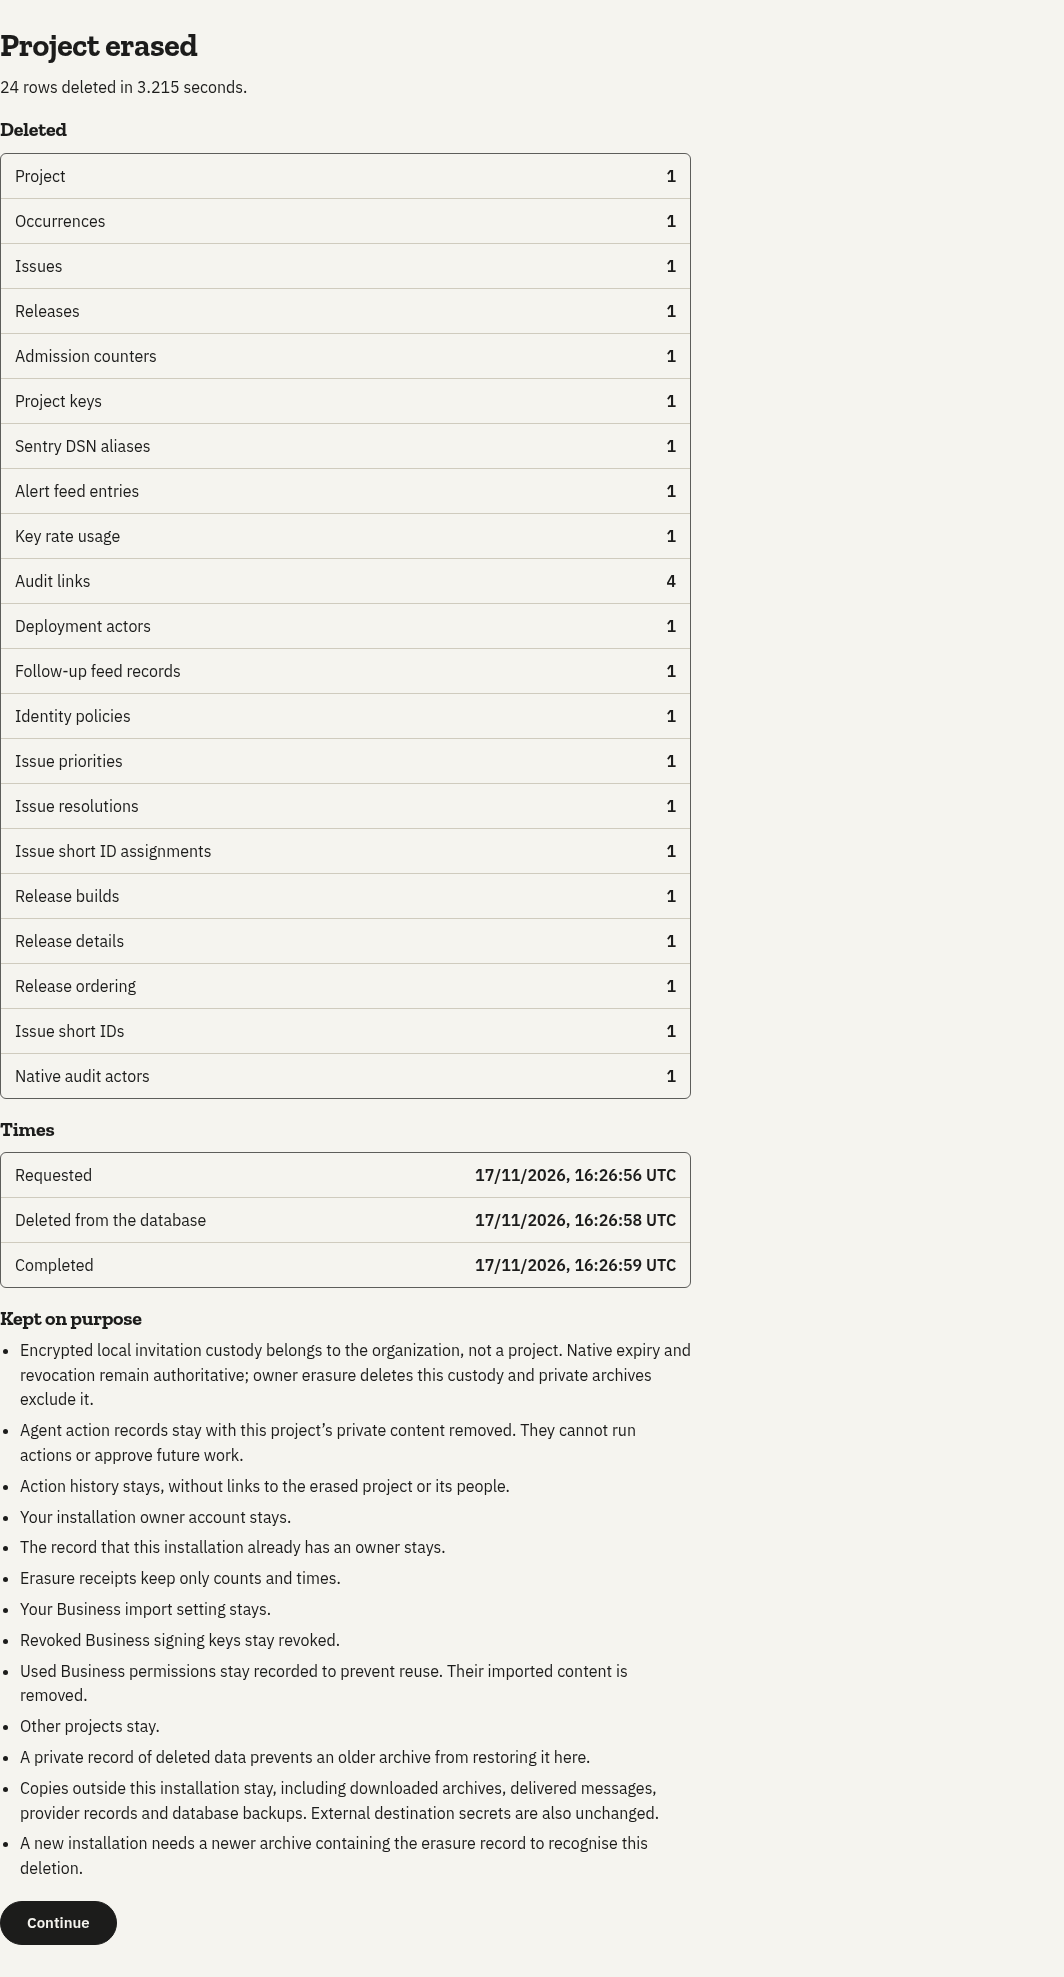 Project erased
24 rows deleted in 3.215 seconds.
Deleted
Project 1
Occurrences 1
Issues 1
Releases 1
Admission counters 1
Project keys 1
Sentry DSN aliases 1
Alert feed entries 1
Key rate usage 1
Audit links 4
Deployment actors 1
Follow-up feed records 1
Identity policies 1
Issue priorities 1
Issue resolutions 1
Issue short ID assignments 1
Release builds 1
Release details 1
Release ordering 1
Issue short IDs 1
Native audit actors 1
Times
Requested 17/11/2026, 16:26:56 UTC
Deleted from the database 17/11/2026, 16:26:58 UTC
Completed 17/11/2026, 16:26:59 UTC
Kept on purpose
• Encrypted local invitation custody belongs to the organization, not a project. Native expiry and
revocation remain authoritative; owner erasure deletes this custody and private archives
exclude it.
• Agent action records stay with this project’s private content removed. They cannot run
actions or approve future work.
• Action history stays, without links to the erased project or its people.
• Your installation owner account stays.
• The record that this installation already has an owner stays.
• Erasure receipts keep only counts and times.
• Your Business import setting stays.
• Revoked Business signing keys stay revoked.
• Used Business permissions stay recorded to prevent reuse. Their imported content is
removed.
• Other projects stay.
• A private record of deleted data prevents an older archive from restoring it here.
• Copies outside this installation stay, including downloaded archives, delivered messages,
provider records and database backups. External destination secrets are also unchanged.
• A new installation needs a newer archive containing the erasure record to recognise this
deletion.
Continue